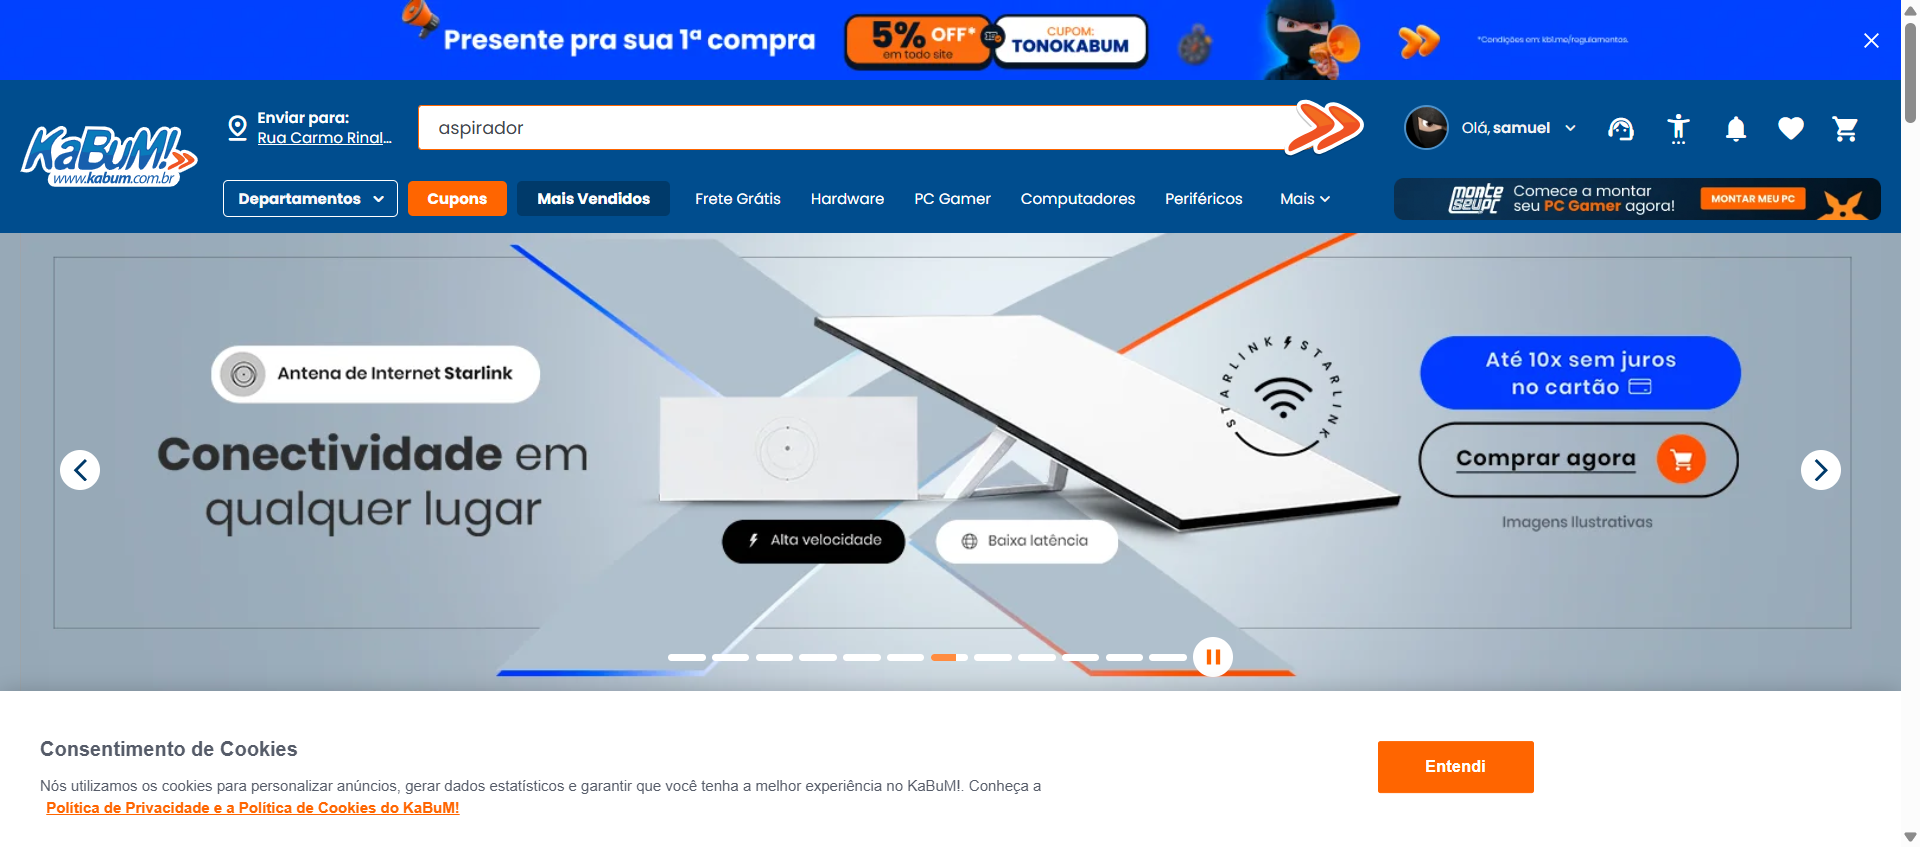 Presente pra sua 1ª compra
5% OFF*
em todo site
CUPOM:
TONOKABUM
*Condições em: kbl.me/regulamentos.
KaBuM!
www.kabum.com.br
Enviar para:
Rua Carmo Rinal...
aspirador
Olá, samuel
Departamentos
Cupons
Mais Vendidos
Frete Grátis
Hardware
PC Gamer
Computadores
Periféricos
Mais
monte
seu PC
Comece a montar
seu PC Gamer agora!
MONTAR MEU PC
Antena de Internet Starlink
Conectividade em
qualquer lugar
Alta velocidade
Baixa latência
STARLINK STARLINK
Até 10x sem juros
no cartão
Comprar agora
Imagens Ilustrativas
Consentimento de Cookies
Nós utilizamos os cookies para personalizar anúncios, gerar dados estatísticos e garantir que você tenha a melhor experiência no KaBuM!. Conheça a
Política de Privacidade e a Política de Cookies do KaBuM!
Entendi